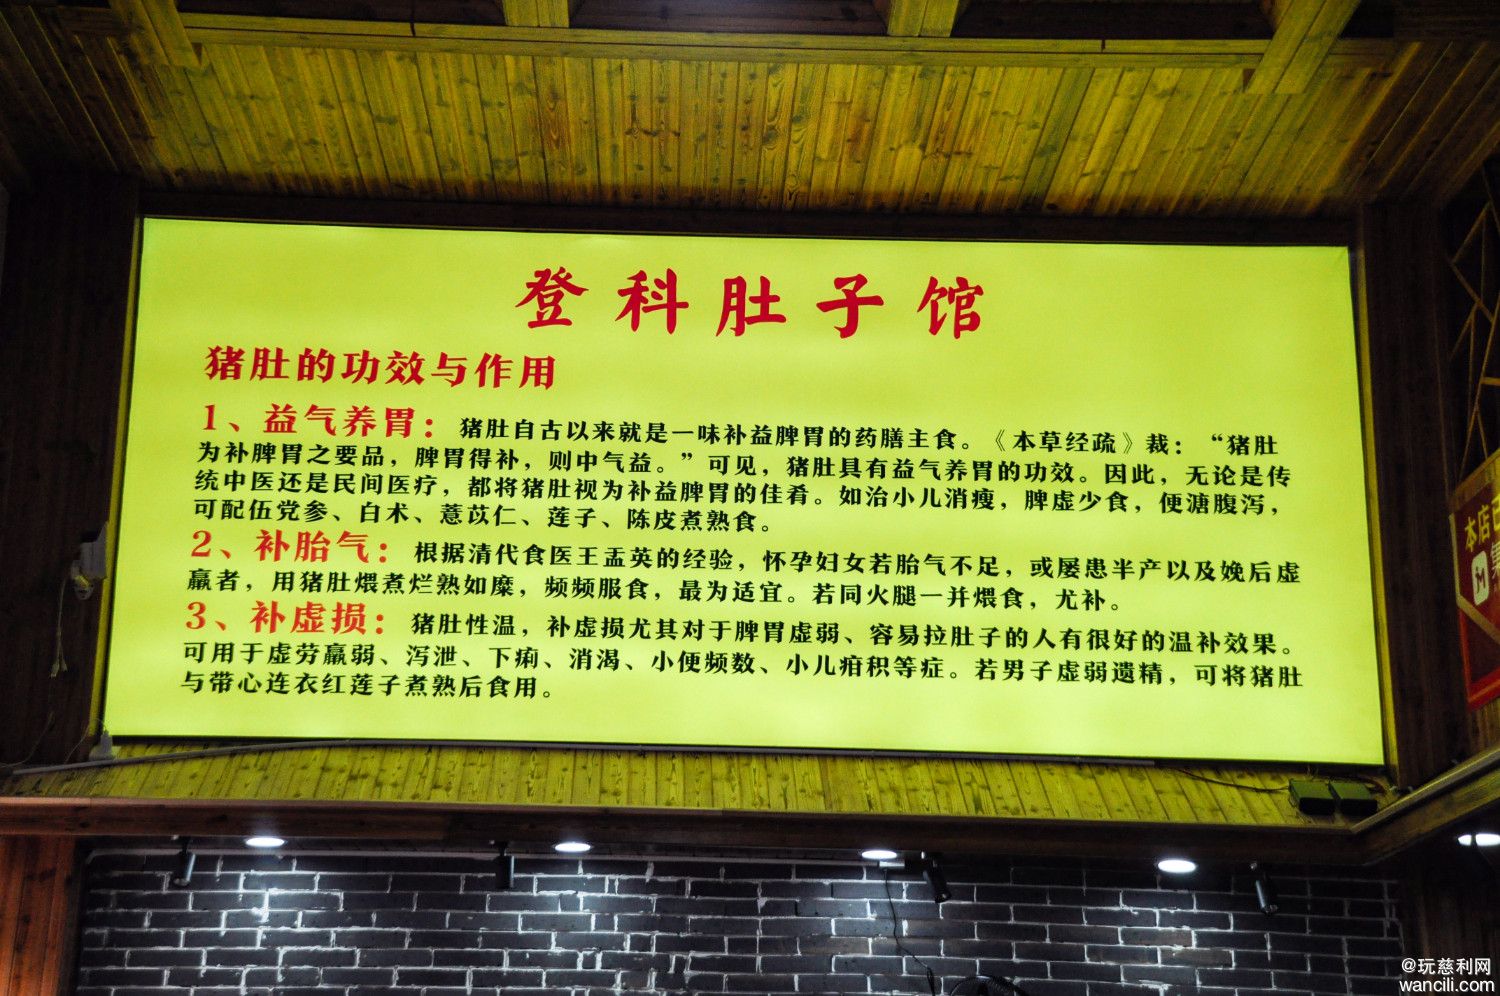 登科肚子馆
猪肚的功效与作用
1、益气养胃：猪肚自古以来就是一味补益脾胃的药膳主食。《本草经疏》裁：“猪肚
为补脾胃之要品，脾胃得补，则中气益。”可见，猪肚具有益气养胃的功效。因此，无论是传
统中医还是民间医疗，都将猪肚视为补益脾胃的佳肴。如治小儿消瘦，脾虚少食，便溏腹泻，
可配伍党参、白术、薏苡仁、莲子、陈皮煮熟食。
2、补胎气：根据清代食医王孟英的经验，怀孕妇女若胎气不足，或屡患半产以及娩后虚
羸者，用猪肚煨煮烂熟如糜，频频服食，最为适宜。若同火腿一并煨食，尤补。
3、补虚损：猪肚性温，补虚损尤其对于脾胃虚弱、容易拉肚子的人有很好的温补效果。
可用于虚劳羸弱、泻泄、下痢、消渴、小便频数、小儿疳积等症。若男子虚弱遗精，可将猪肚
与带心连衣红莲子煮熟后食用。
本店
@玩慈利网
wancili.com